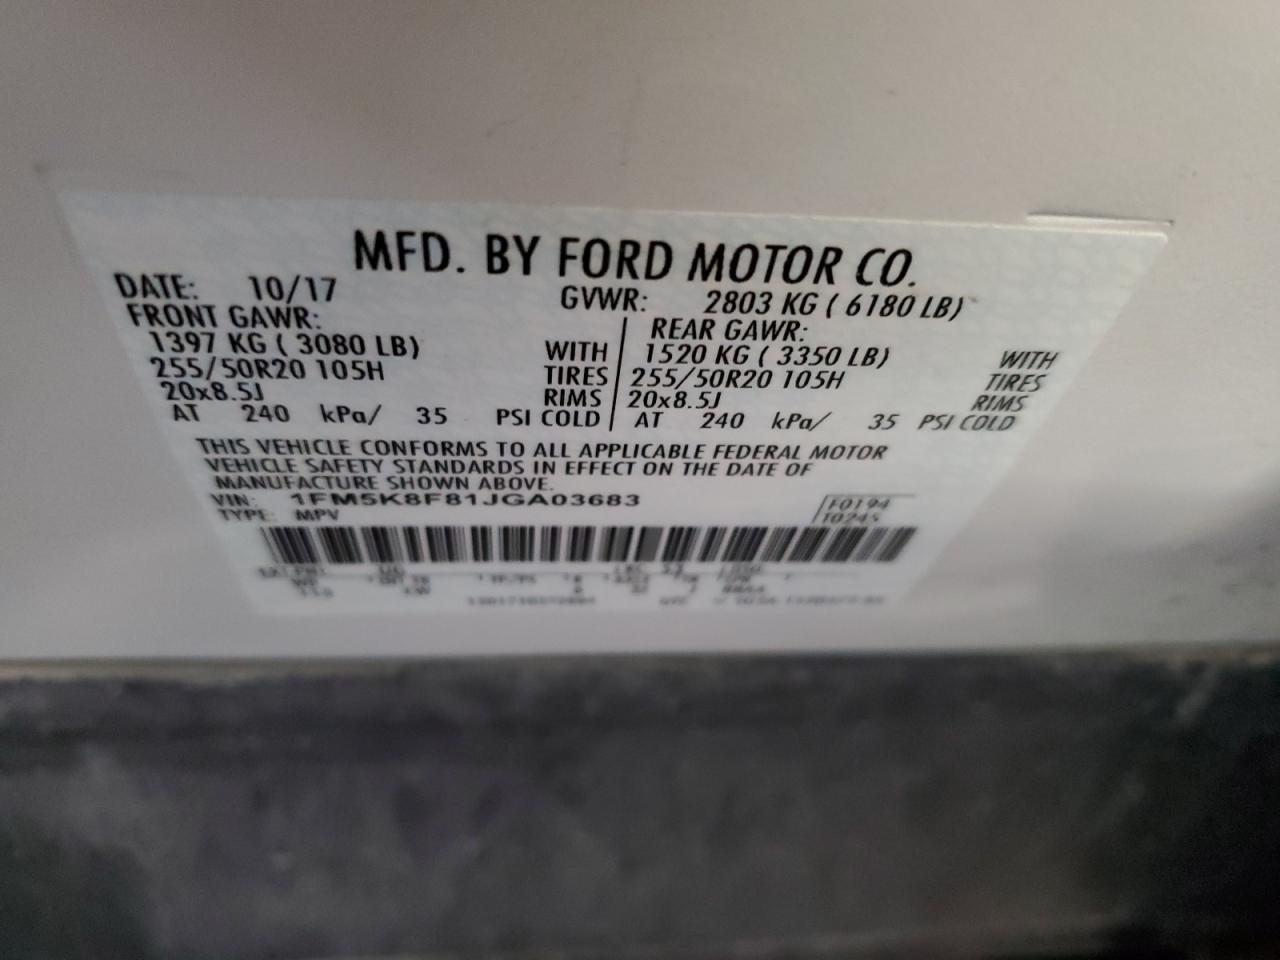 MFD. BY FORD MOTOR CO.
DATE: 10/17 GVWR: 2803 KG ( 6180 LB)
FRONT GAWR: REAR GAWR:
1397 KG ( 3080 LB) WITH 1520 KG ( 3350 LB) WITH
255/50R20 105H TIRES 255/50R20 105H TIRES
20x8.5J RIMS 20x8.5J RIMS
AT 240 kPa/ 35 PSI COLD AT 240 kPa/ 35 PSI COLD
THIS VEHICLE CONFORMS TO ALL APPLICABLE FEDERAL MOTOR
VEHICLE SAFETY STANDARDS IN EFFECT ON THE DATE OF
MANUFACTURE SHOWN ABOVE.
VIN: 1FM5K8F81JGA03683 F0194
TYPE: MPV T0245